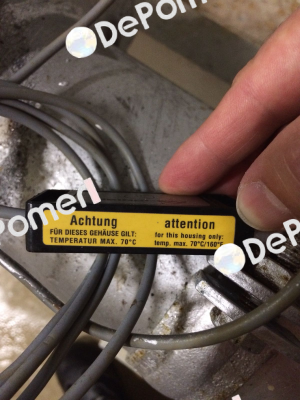 DePomen
Achtung
FÜR DIESES GEHÄUSE GILT:
TEMPERATUR MAX. 70°C
attention
for this housing only:
temp. max. 70°C/160°F
Pomen
DePo